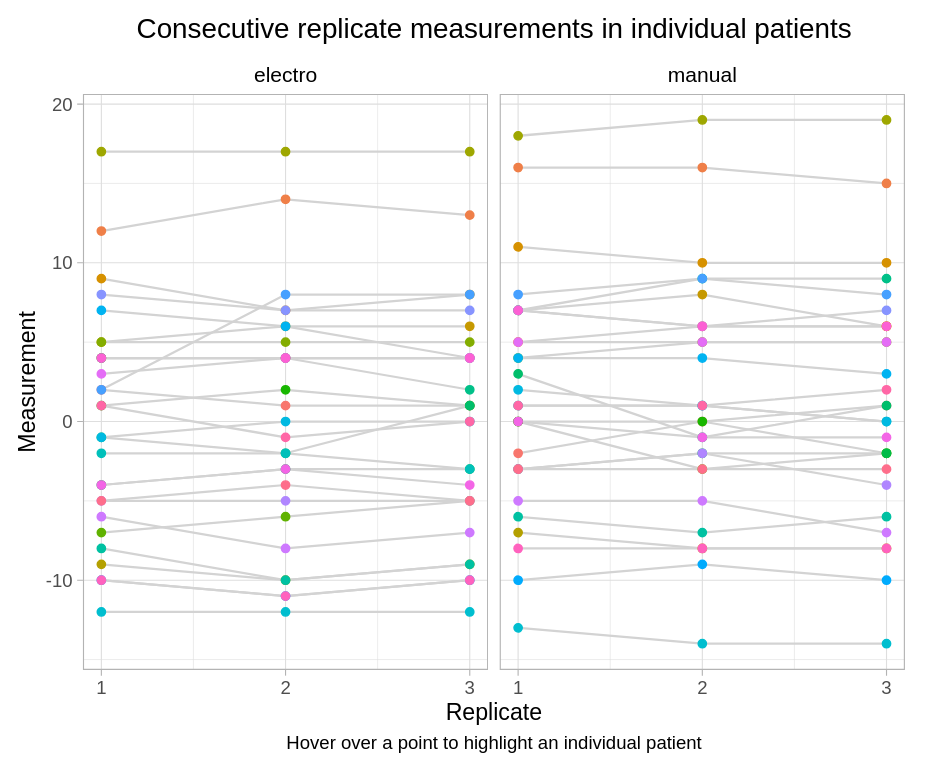 Consecutive replicate measurements in individual patients
electro
manual
20
10
0
-10
Measurement
1
2
3
1
2
3
Replicate
Hover over a point to highlight an individual patient